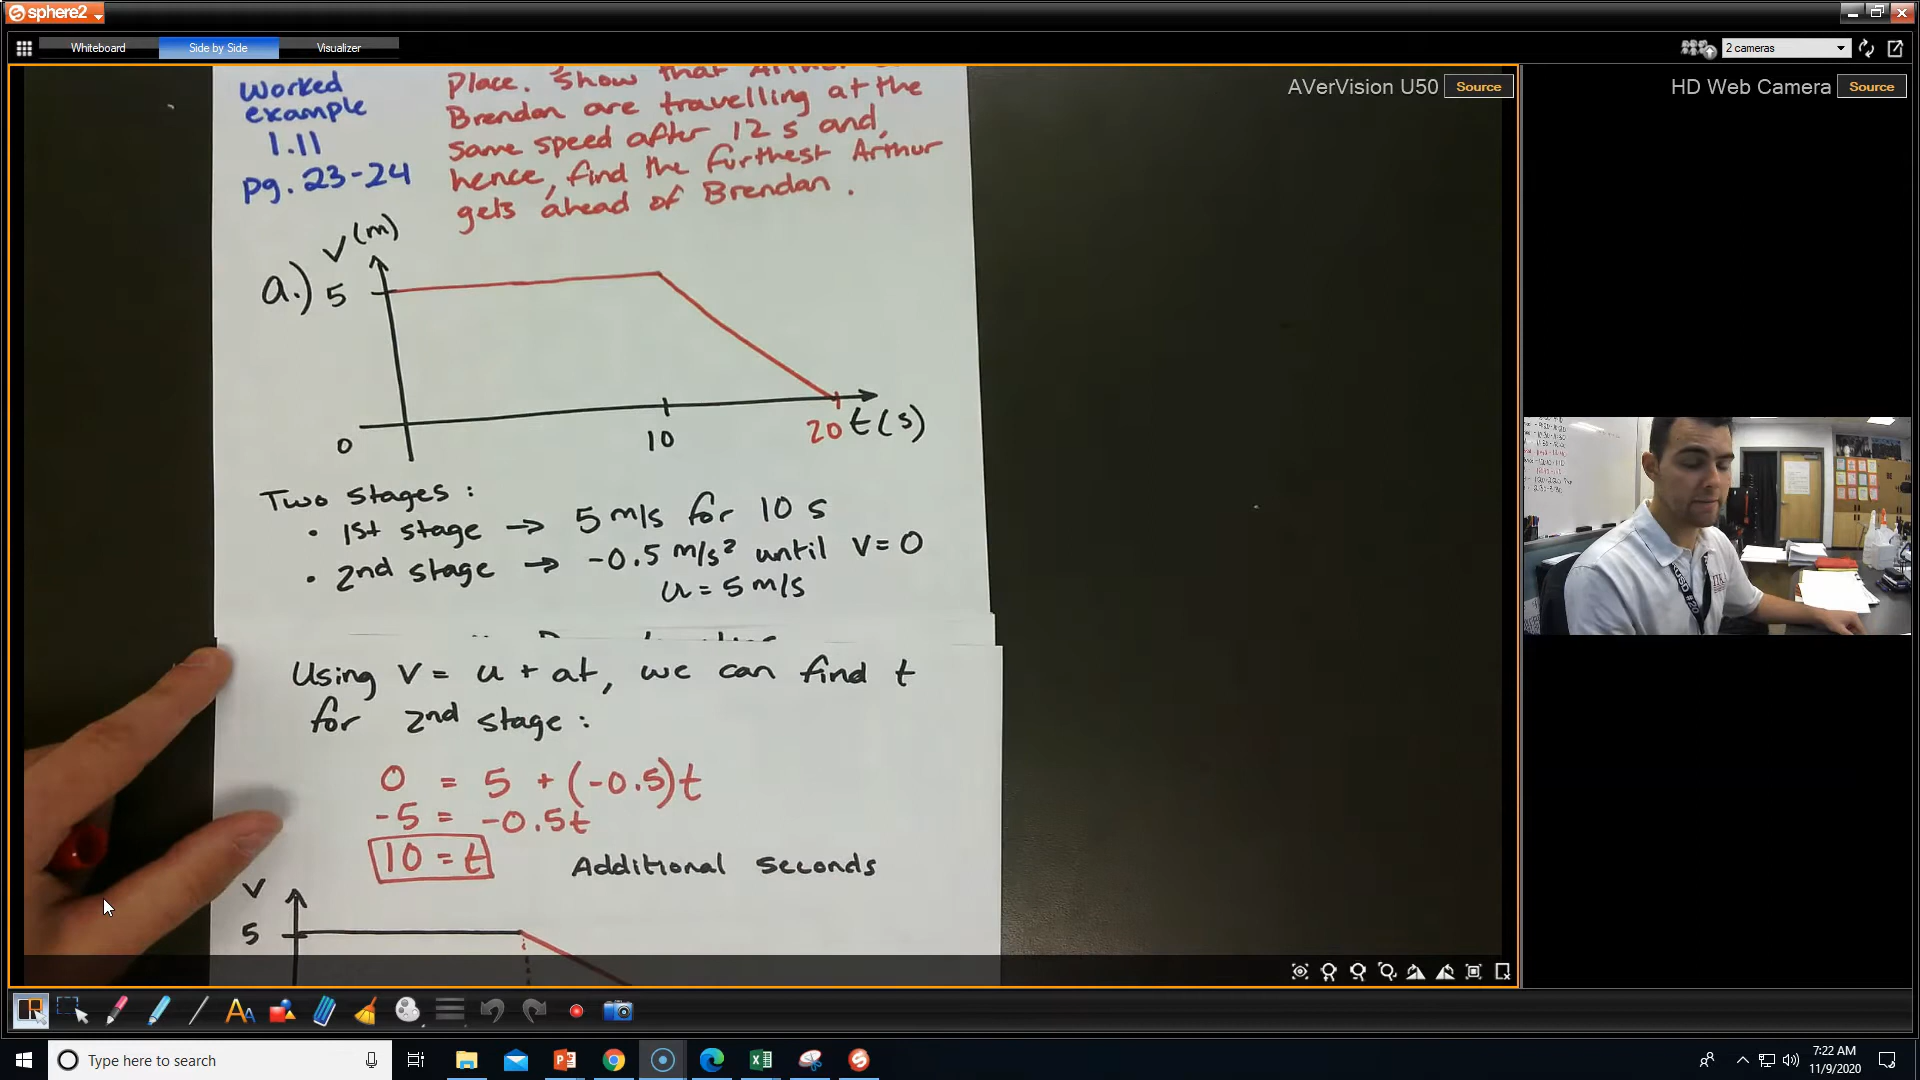 sphere2
Whiteboard
Side by Side
Visualizer
2 cameras
AVerVision U50
Source
HD Web Camera
Source
Worked
example
1.11
pg. 23-24
Place. Show that
Brendan are travelling at the
same speed after 12 s and,
hence, find the furthest Arthur
gets ahead of Brendan.
a.)
V (m)
5
0
10
20
t(s)
Two stages:
• 1st stage → 5 m/s for 10 s
• 2nd stage → -0.5 m/s² until V=0
u = 5 m/s
Using V = u + at, we can find t
for 2nd stage:
0 = 5 + (-0.5)t
-5 = -0.5t
10 = t
Additional seconds
V
5
Type here to search
7:22 AM
11/9/2020